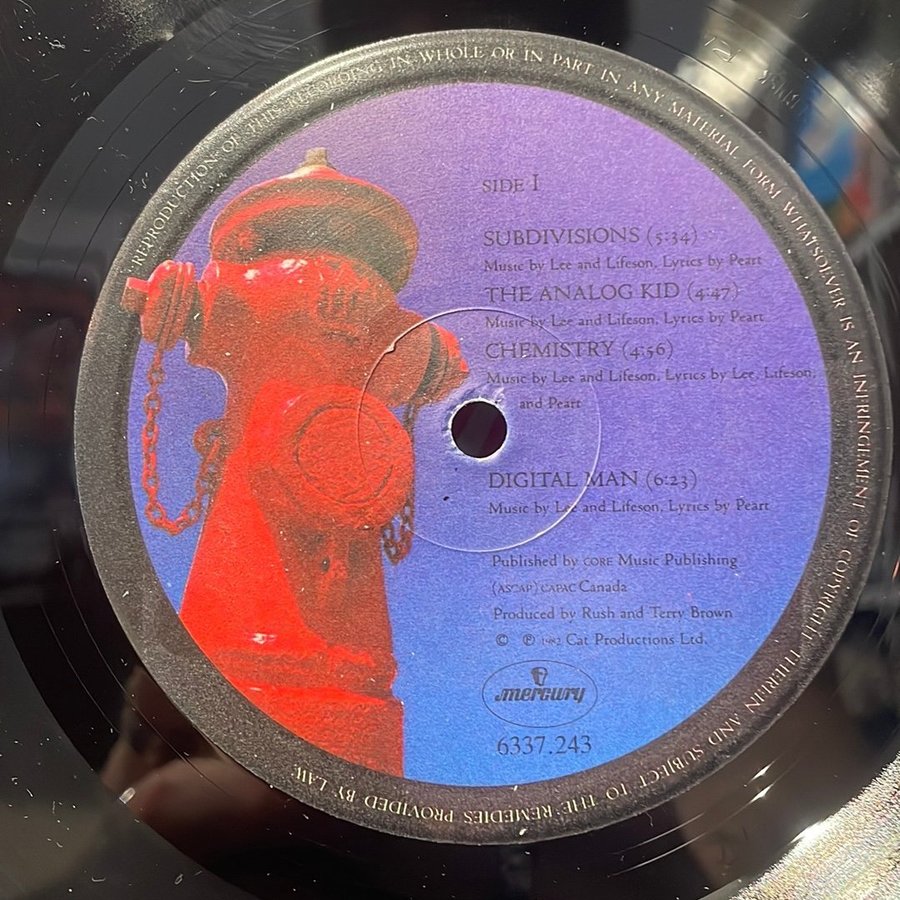 REPRODUCTION OF THIS RECORDING IN WHOLE OR IN PART IN ANY MATERIAL FORM WHATSOEVER IS AN INFRINGEMENT OF COPYRIGHT THEREIN AND SUBJECT TO THE REMEDIES PROVIDED BY LAW.
SIDE I
SUBDIVISIONS (5:34)
Music by Lee and Lifeson, Lyrics by Peart
THE ANALOG KID (4:47)
Music by Lee and Lifeson, Lyrics by Peart
CHEMISTRY (4:56)
Music by Lee and Lifeson, Lyrics by Lee, Lifeson,
and Peart
DIGITAL MAN (6:23)
Music by Lee and Lifeson, Lyrics by Peart
Published by CORE Music Publishing
(ASCAP) CAPAC Canada
Produced by Rush and Terry Brown
© ℗ 1982 Cat Productions Ltd.
mercury
6337.243